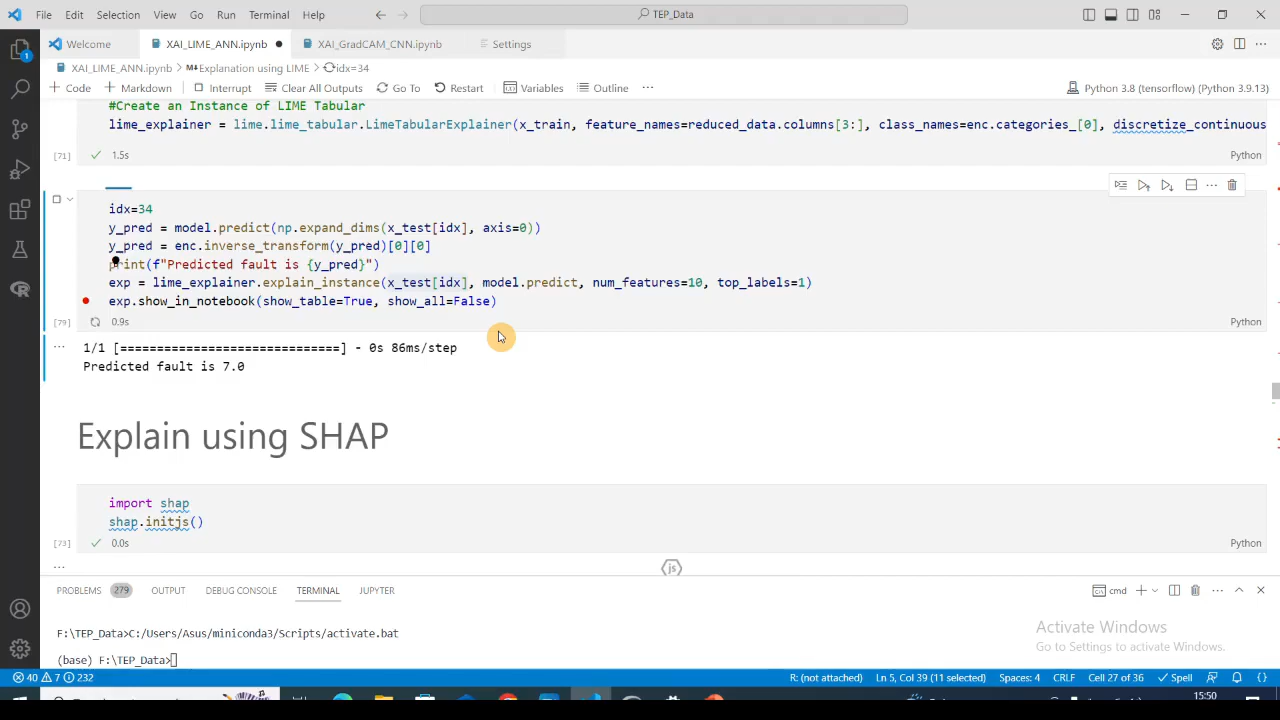 File Edit Selection View Go Run Terminal Help TEP_Data
Welcome XAI_LIME_ANN.ipynb XAI_GradCAM_CNN.ipynb Settings
XAI_LIME_ANN.ipynb > Explanation using LIME > idx=34
+ Code + Markdown Interrupt Clear All Outputs Go To Restart Variables Outline ... Python 3.8 (tensorflow) (Python 3.9.13)
#Create an Instance of LIME Tabular
lime_explainer = lime.lime_tabular.LimeTabularExplainer(x_train, feature_names=reduced_data.columns[3:], class_names=enc.categories_[0], discretize_continuous
[71] 1.5s Python
idx=34
y_pred = model.predict(np.expand_dims(x_test[idx], axis=0))
y_pred = enc.inverse_transform(y_pred)[0][0]
print(f"Predicted fault is {y_pred}")
exp = lime_explainer.explain_instance(x_test[idx], model.predict, num_features=10, top_labels=1)
exp.show_in_notebook(show_table=True, show_all=False)
[79] 0.9s Python
1/1 [==============================] - 0s 86ms/step
Predicted fault is 7.0
Explain using SHAP
import shap
shap.initjs()
[73] 0.0s Python
js
PROBLEMS 279 OUTPUT DEBUG CONSOLE TERMINAL JUPYTER cmd
F:\TEP_Data>C:/Users/Asus/miniconda3/Scripts/activate.bat
Activate Windows
Go to Settings to activate Windows.
(base) F:\TEP_Data>
40 7 232 R: (not attached) Ln 5, Col 39 (11 selected) Spaces: 4 CRLF Cell 27 of 36 Spell
15:50